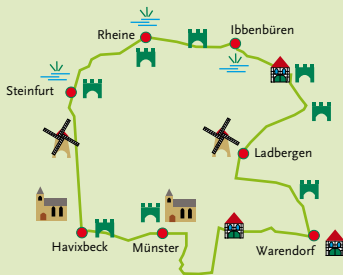 Rheine
Ibbenbüren
Steinfurt
Ladbergen
Havixbeck
Münster
Warendorf